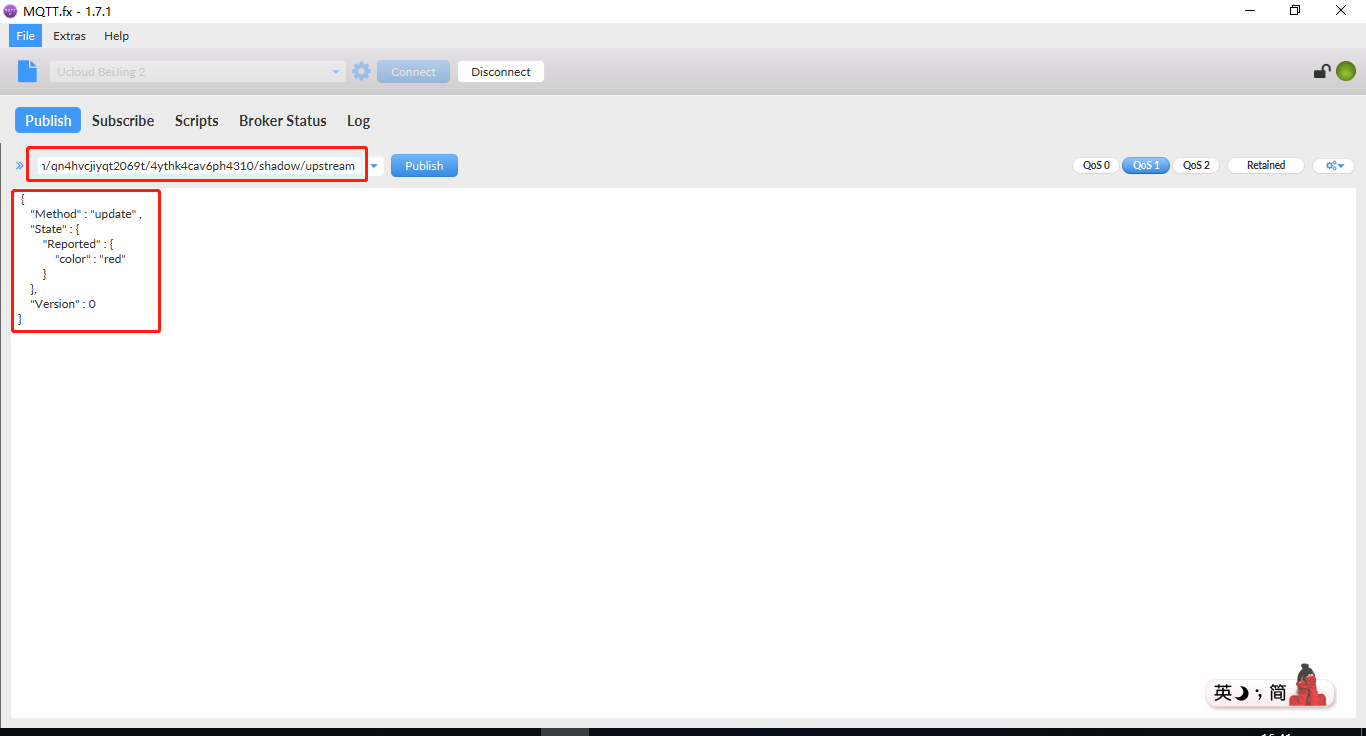 MQTT.fx - 1.7.1
File Extras Help
Ucloud BeiJing 2 Connect Disconnect
Publish Subscribe Scripts Broker Status Log
/qn4hvcjiyqt2069t/4ythk4cav6ph4310/shadow/upstream Publish QoS 0 QoS 1 QoS 2 Retained
{
"Method" : "update" ,
"State" : {
"Reported" : {
"color" : "red"
}
},
"Version" : 0
}
英 简